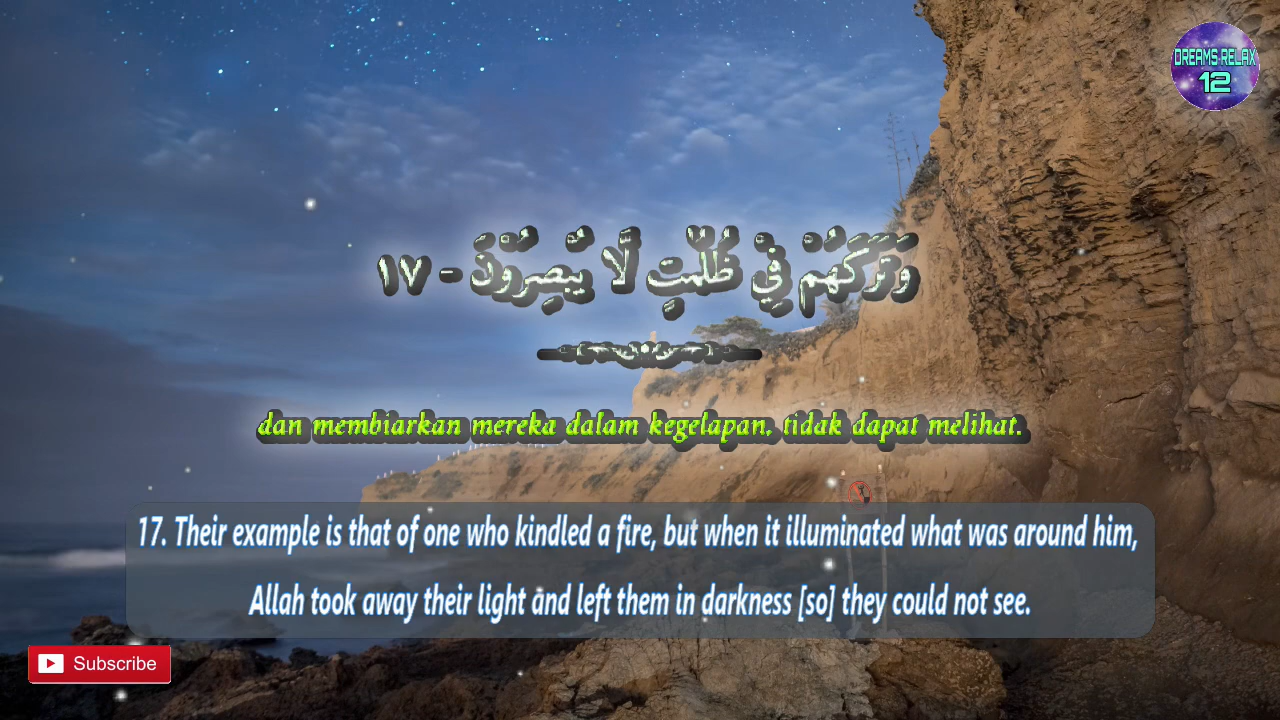 DREAMS RELAX
12
وَتَرَكَهُمْ فِيْ ظُلُمٰتٍ لَّا يُبْصِرُوْنَ - ١٧
dan membiarkan mereka dalam kegelapan, tidak dapat melihat.
17. Their example is that of one who kindled a fire, but when it illuminated what was around him,
Allah took away their light and left them in darkness [so] they could not see.
Subscribe